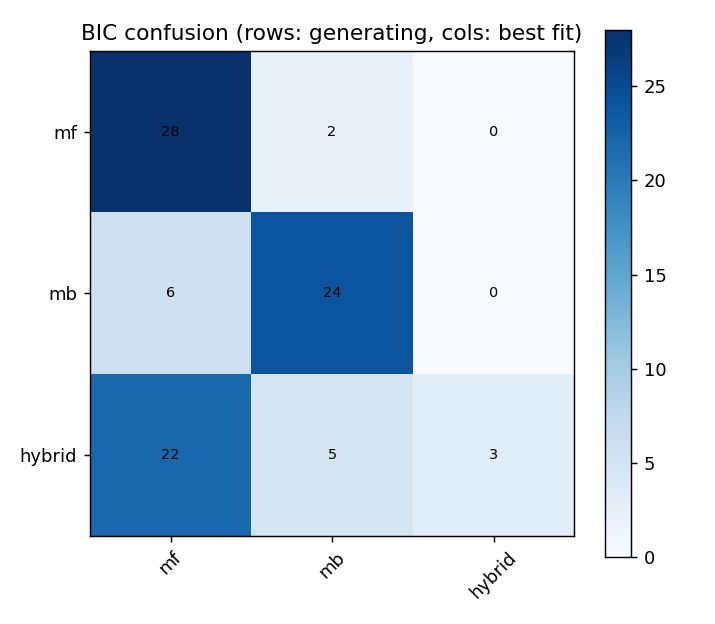 BIC confusion (rows: generating, cols: best fit)
mf
28
2
0
mb
6
24
0
hybrid
22
5
3
mf
mb
hybrid
25
20
15
10
5
0